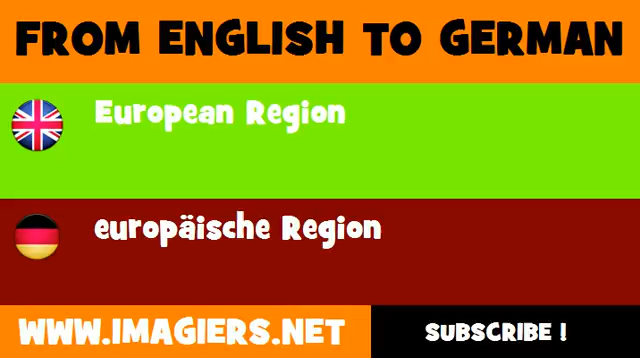 FROM ENGLISH TO GERMAN
European Region
europäische Region
WWW.IMAGIERS.NET
SUBSCRIBE !